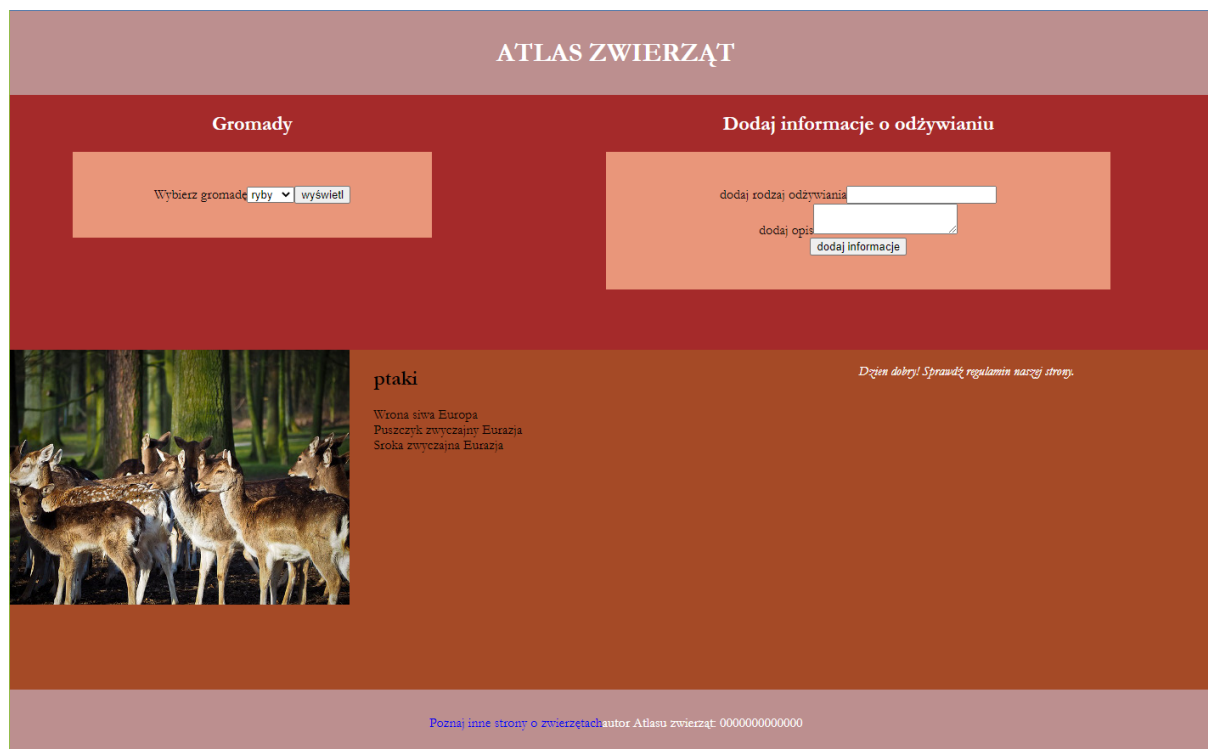 ATLAS ZWIERZĄT
Gromady
Wybierz gromadę ryby wyświetl
Dodaj informacje o odżywianiu
dodaj rodzaj odżywiania
dodaj opis
dodaj informacje
ptaki
Wrona siwa Europa
Puszczyk zwyczajny Eurazja
Sroka zwyczajna Eurazja
Dzien dobry! Sprawdź regulamin naszej strony.
Poznaj inne strony o zwierzętachautor Atlasu zwierząt: 0000000000000